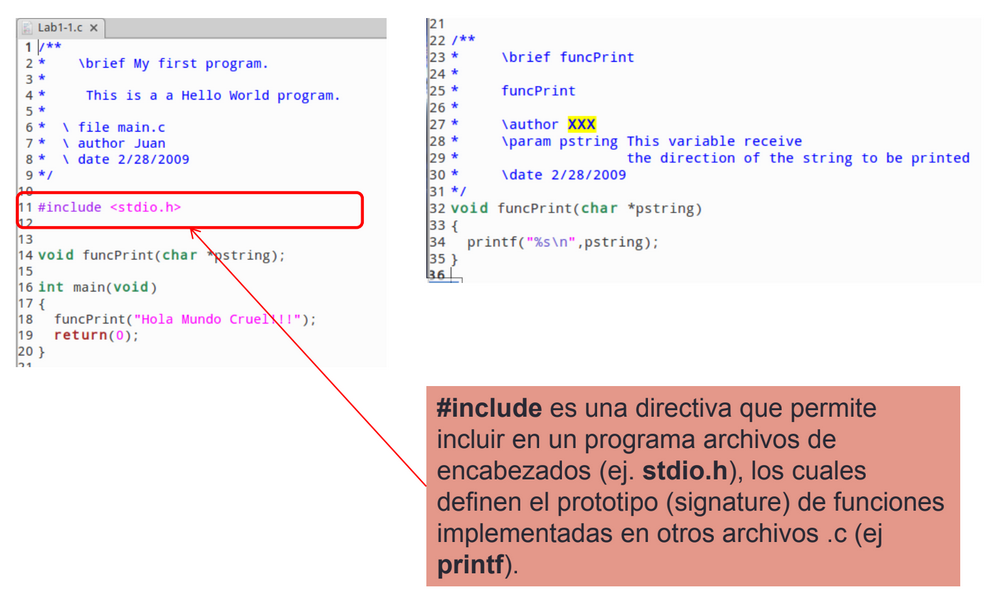 Lab1-1.c ×
1 /**
2 *    \brief My first program.
3 *
4 *     This is a a Hello World program.
5 *
6 *  \ file main.c
7 *  \ author Juan
8 *  \ date 2/28/2009
9 */
10
11 #include <stdio.h>
12
13
14 void funcPrint(char *pstring);
15
16 int main(void)
17 {
18   funcPrint("Hola Mundo Cruel!!!");
19   return(0);
20 }
21
21
22 /**
23 *     \brief funcPrint
24 *
25 *     funcPrint
26 *
27 *     \author XXX
28 *     \param pstring This variable receive
29 *                     the direction of the string to be printed
30 *     \date 2/28/2009
31 */
32 void funcPrint(char *pstring)
33 {
34   printf("%s\n",pstring);
35 }
36
#include es una directiva que permite
incluir en un programa archivos de
encabezados (ej. stdio.h), los cuales
definen el prototipo (signature) de funciones
implementadas en otros archivos .c (ej
printf).